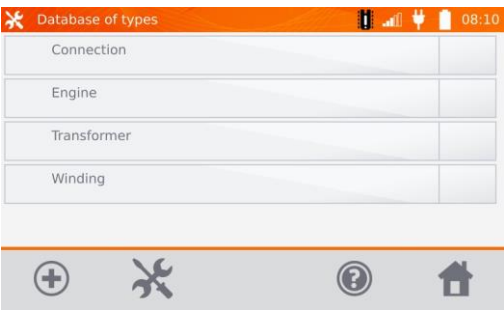 Database of types
08:10
Connection
Engine
Transformer
Winding